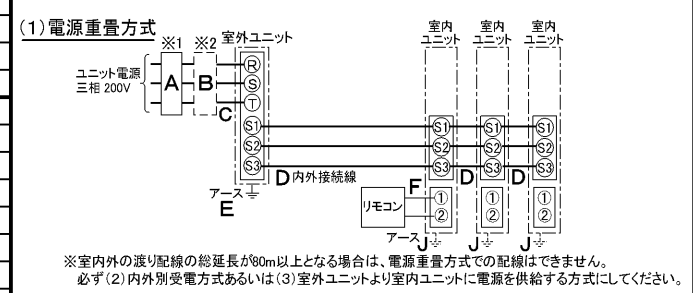 (1)電源重畳方式
※1 ※2 室外ユニット
室内ユニット 室内ユニット 室内ユニット
ユニット電源
三相 200V
A B C
R
S
T
S1 S1 S1 S1
S2 S2 S2 S2
S3 S3 S3 S3
D 内外接続線 D D
アース
E
F
リモコン
① ① ①
② ② ②
アース J J J
※室内外の渡り配線の総延長が80m以上となる場合は、電源重畳方式での配線はできません。
必ず(2)内外別受電方式あるいは(3)室外ユニットより室内ユニットに電源を供給する方式にしてください。